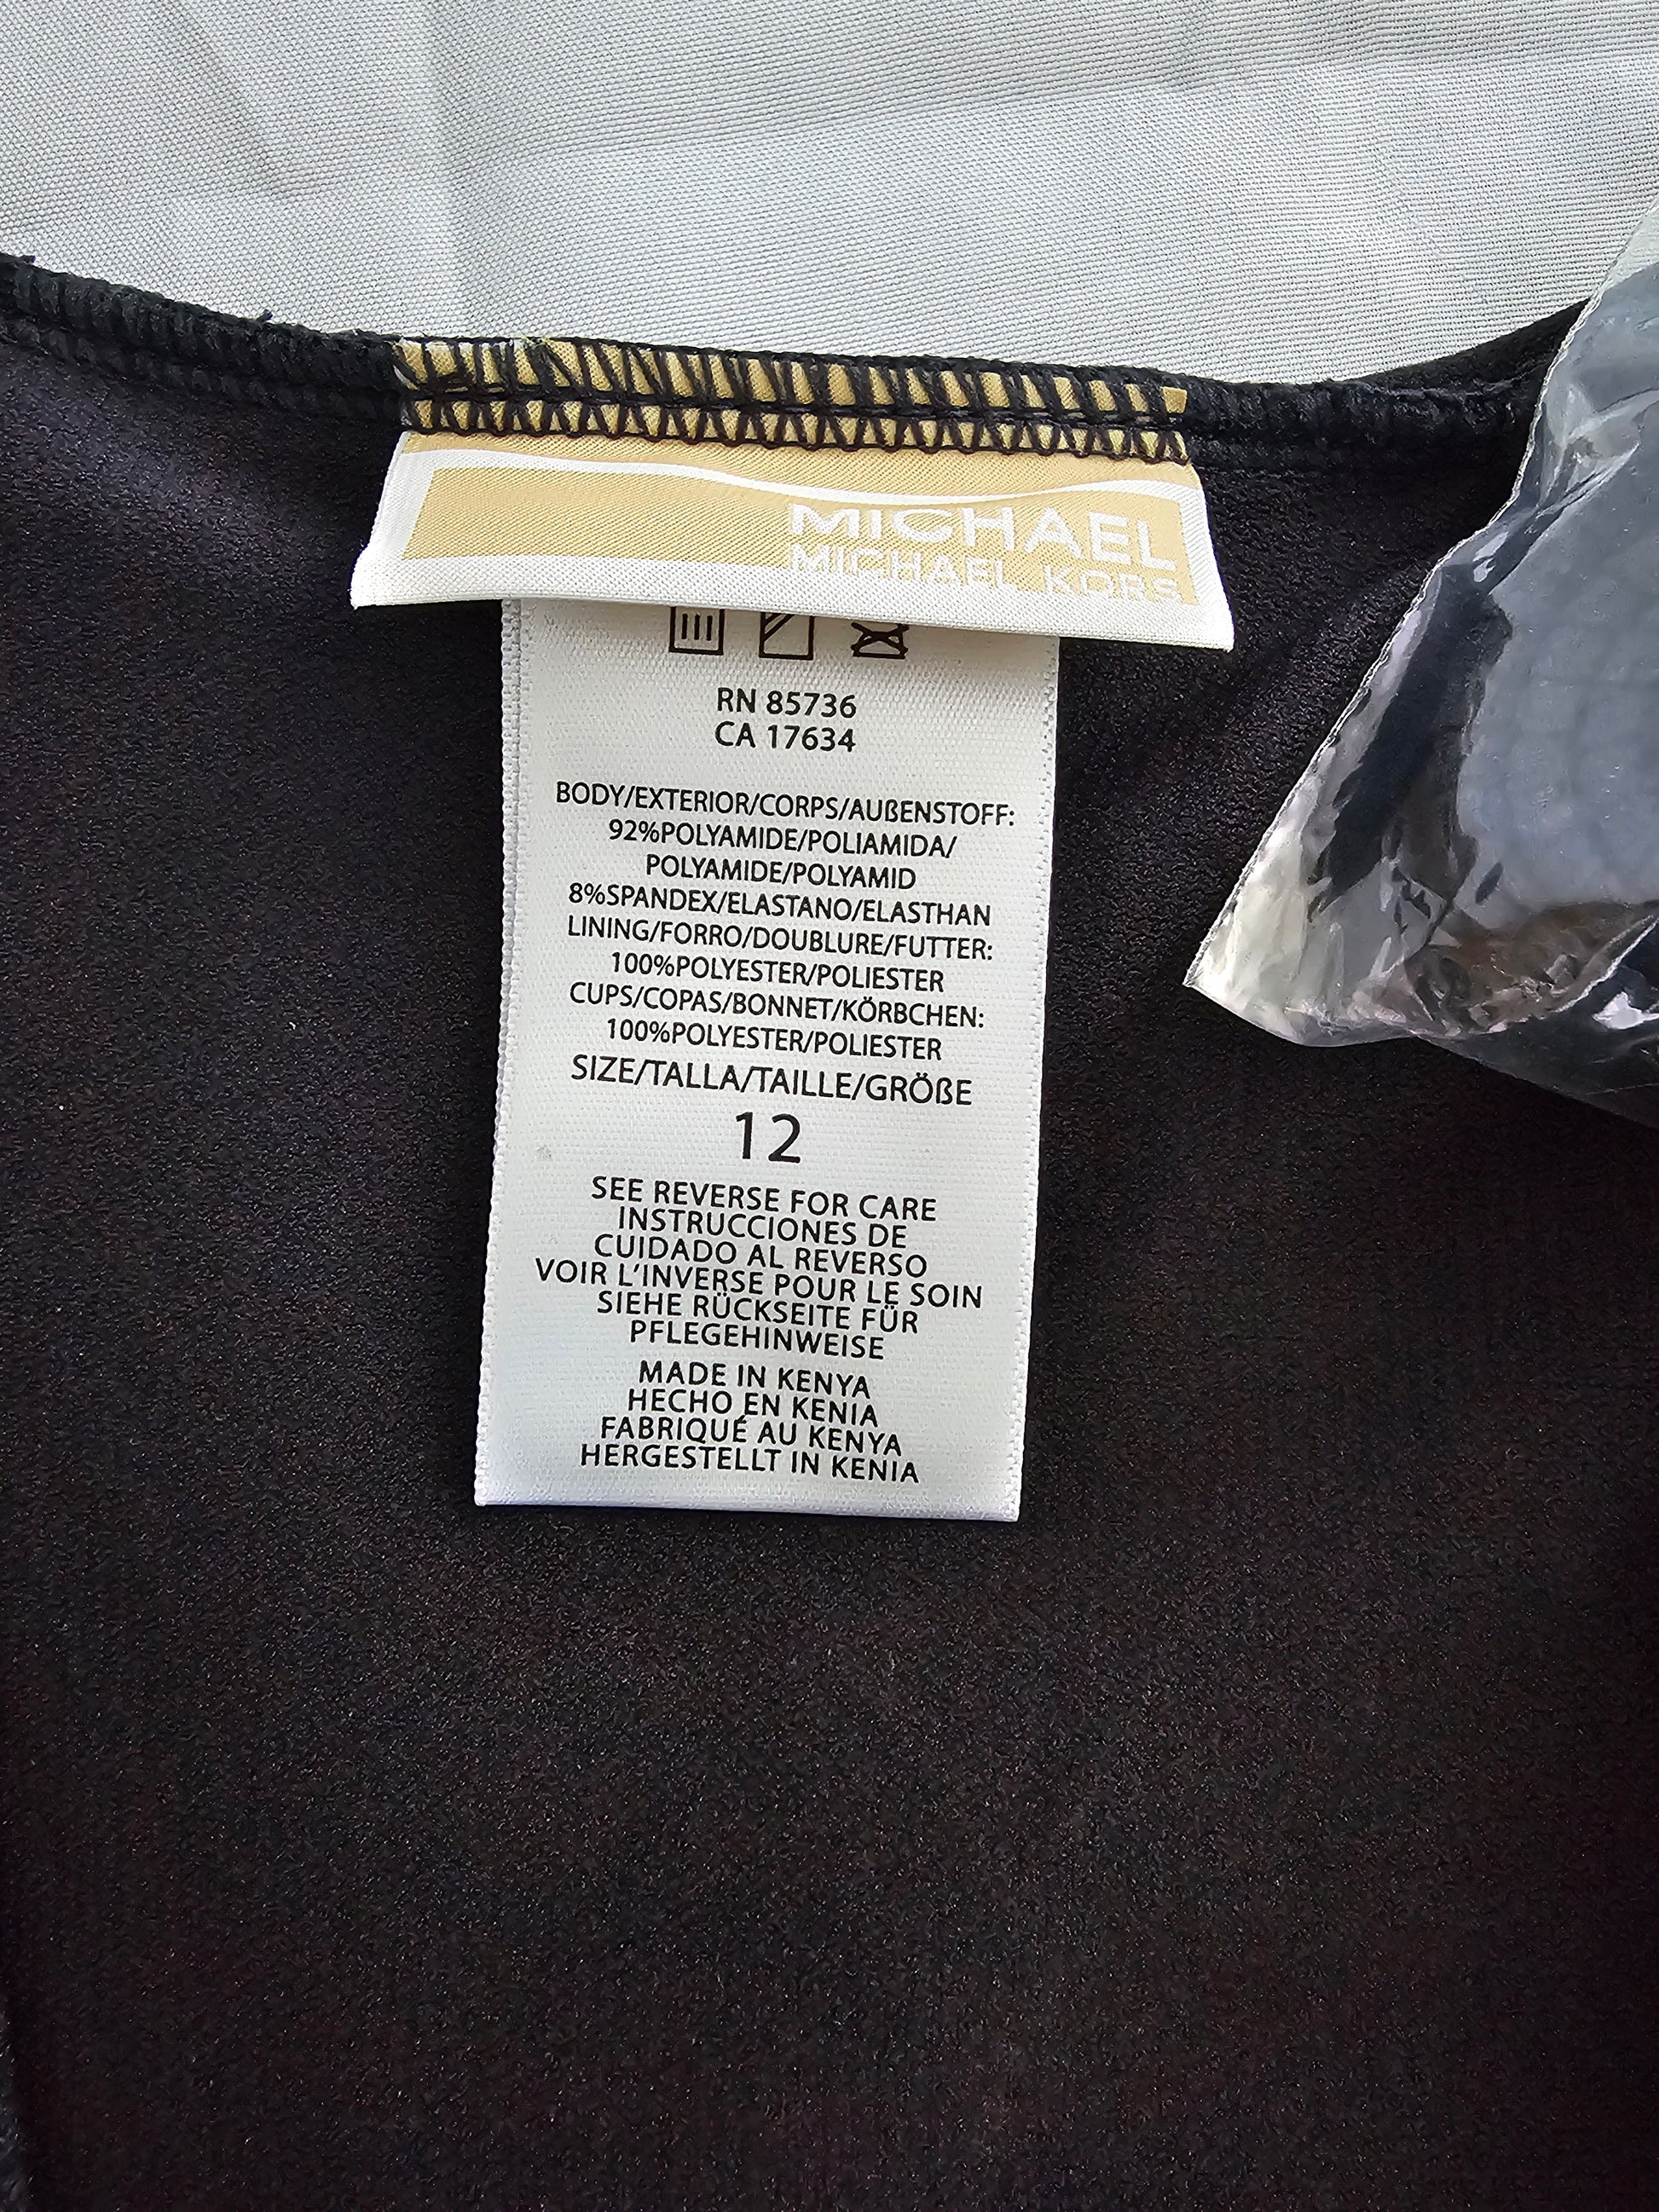 MICHAEL
MICHAEL KORS
RN 85736
CA 17634
BODY/EXTERIOR/CORPS/AUßENSTOFF:
92%POLYAMIDE/POLIAMIDA/
POLYAMIDE/POLYAMID
8%SPANDEX/ELASTANO/ELASTHAN
LINING/FORRO/DOUBLURE/FUTTER:
100%POLYESTER/POLIESTER
CUPS/COPAS/BONNET/KÖRBCHEN:
100%POLYESTER/POLIESTER
SIZE/TALLA/TAILLE/GRÖßE
12
SEE REVERSE FOR CARE
INSTRUCCIONES DE
CUIDADO AL REVERSO
VOIR L'INVERSE POUR LE SOIN
SIEHE RÜCKSEITE FÜR
PFLEGEHINWEISE
MADE IN KENYA
HECHO EN KENIA
FABRIQUÉ AU KENYA
HERGESTELLT IN KENIA